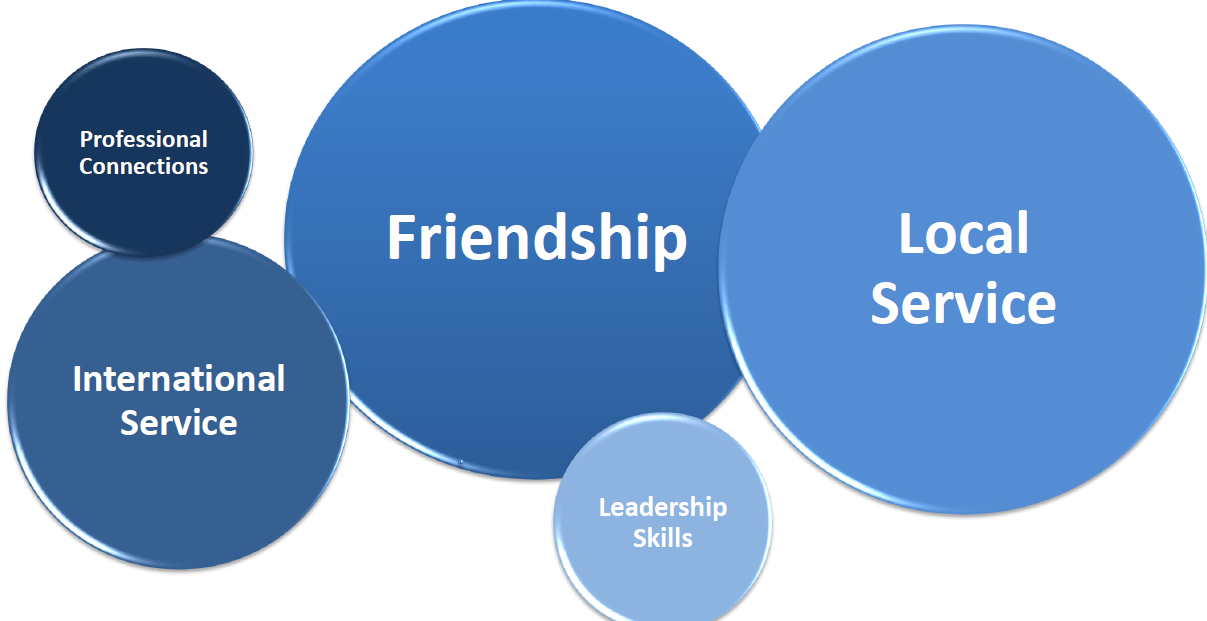 Professional
Connections
Friendship
Local
Service
International
Service
Leadership
Skills